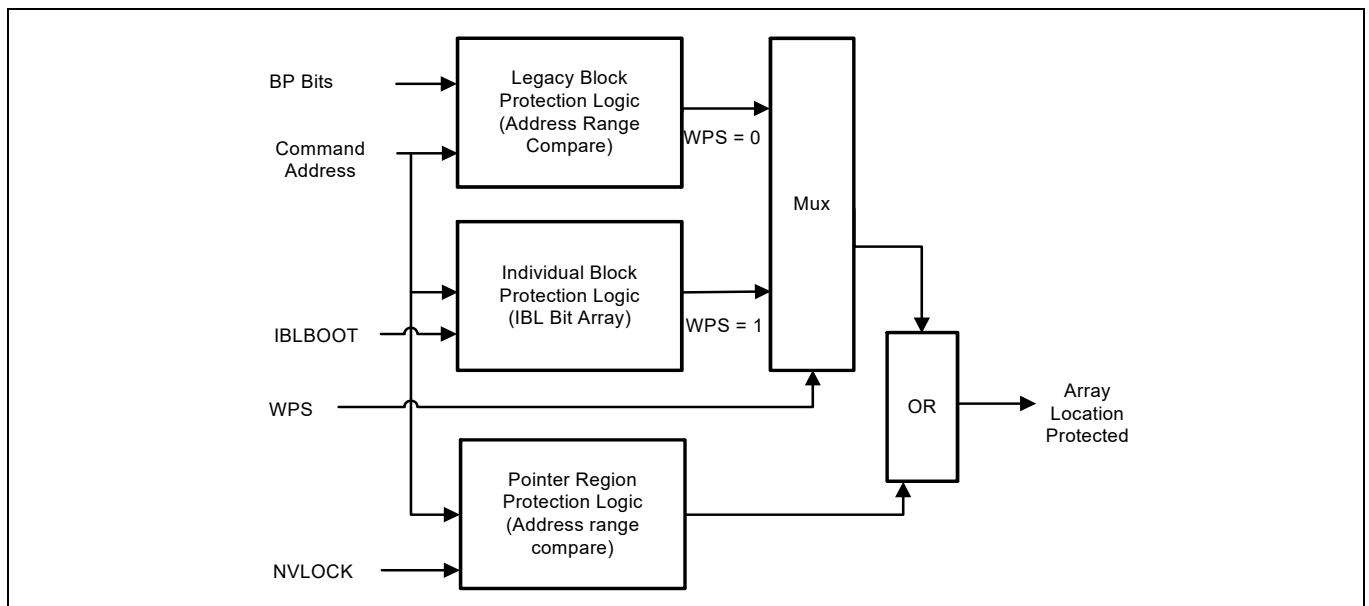 BP Bits
Command
Address
Legacy Block
Protection Logic
(Address Range
Compare)
WPS = 0
Mux
IBLBOOT
Individual Block
Protection Logic
(IBL Bit Array)
WPS = 1
WPS
OR
Array
Location
Protected
Pointer Region
Protection Logic
(Address range
compare)
NVLOCK